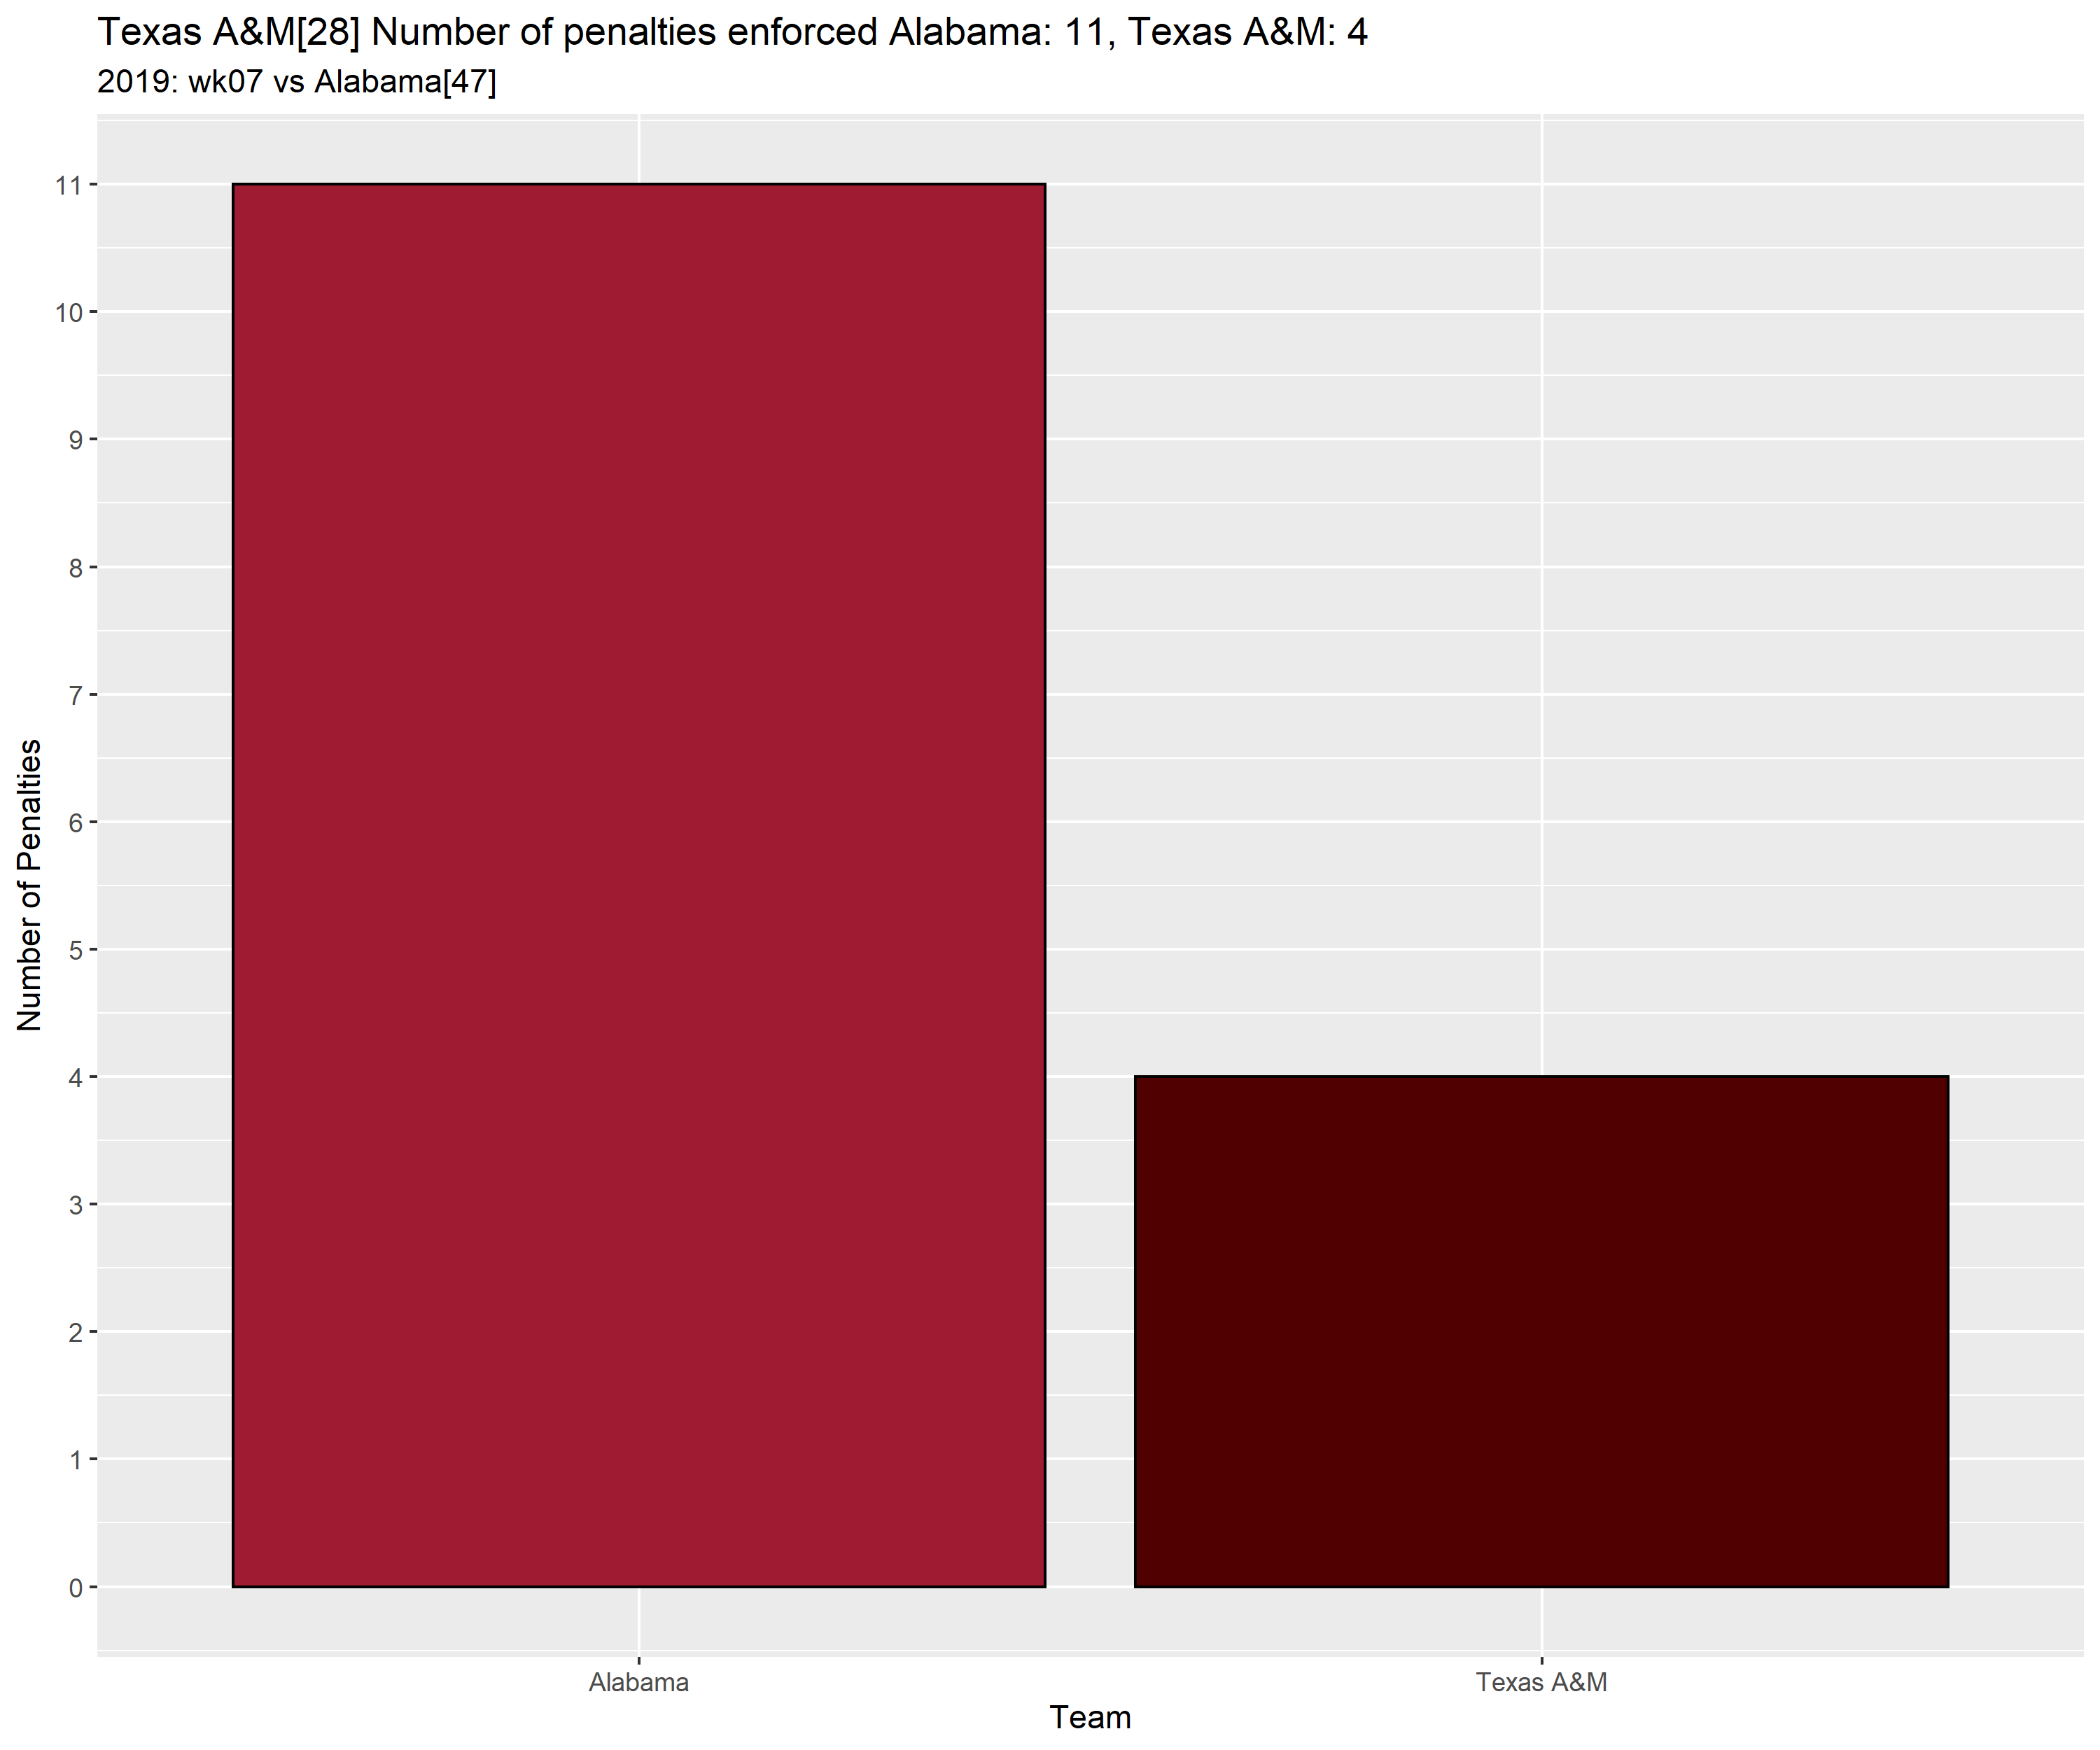 Texas A&M[28] Number of penalties enforced Alabama: 11, Texas A&M: 4
2019: wk07 vs Alabama[47]
11
10
9
8
7
6
5
4
3
2
1
0
Number of Penalties
Alabama
Texas A&M
Team